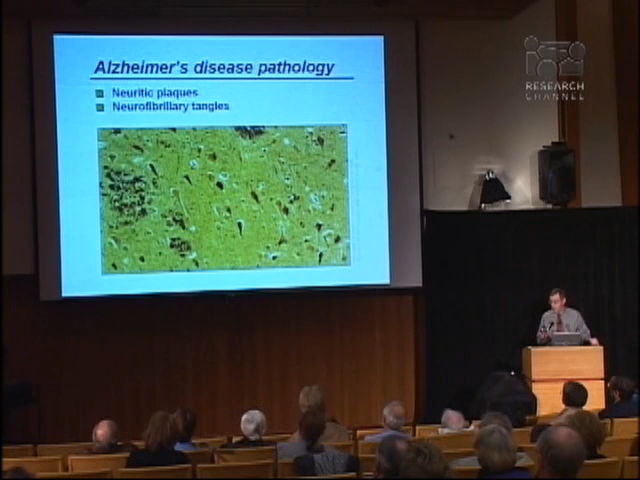 Alzheimer's disease pathology
Neuritic plaques
Neurofibrillary tangles
RESEARCH
CHANNEL